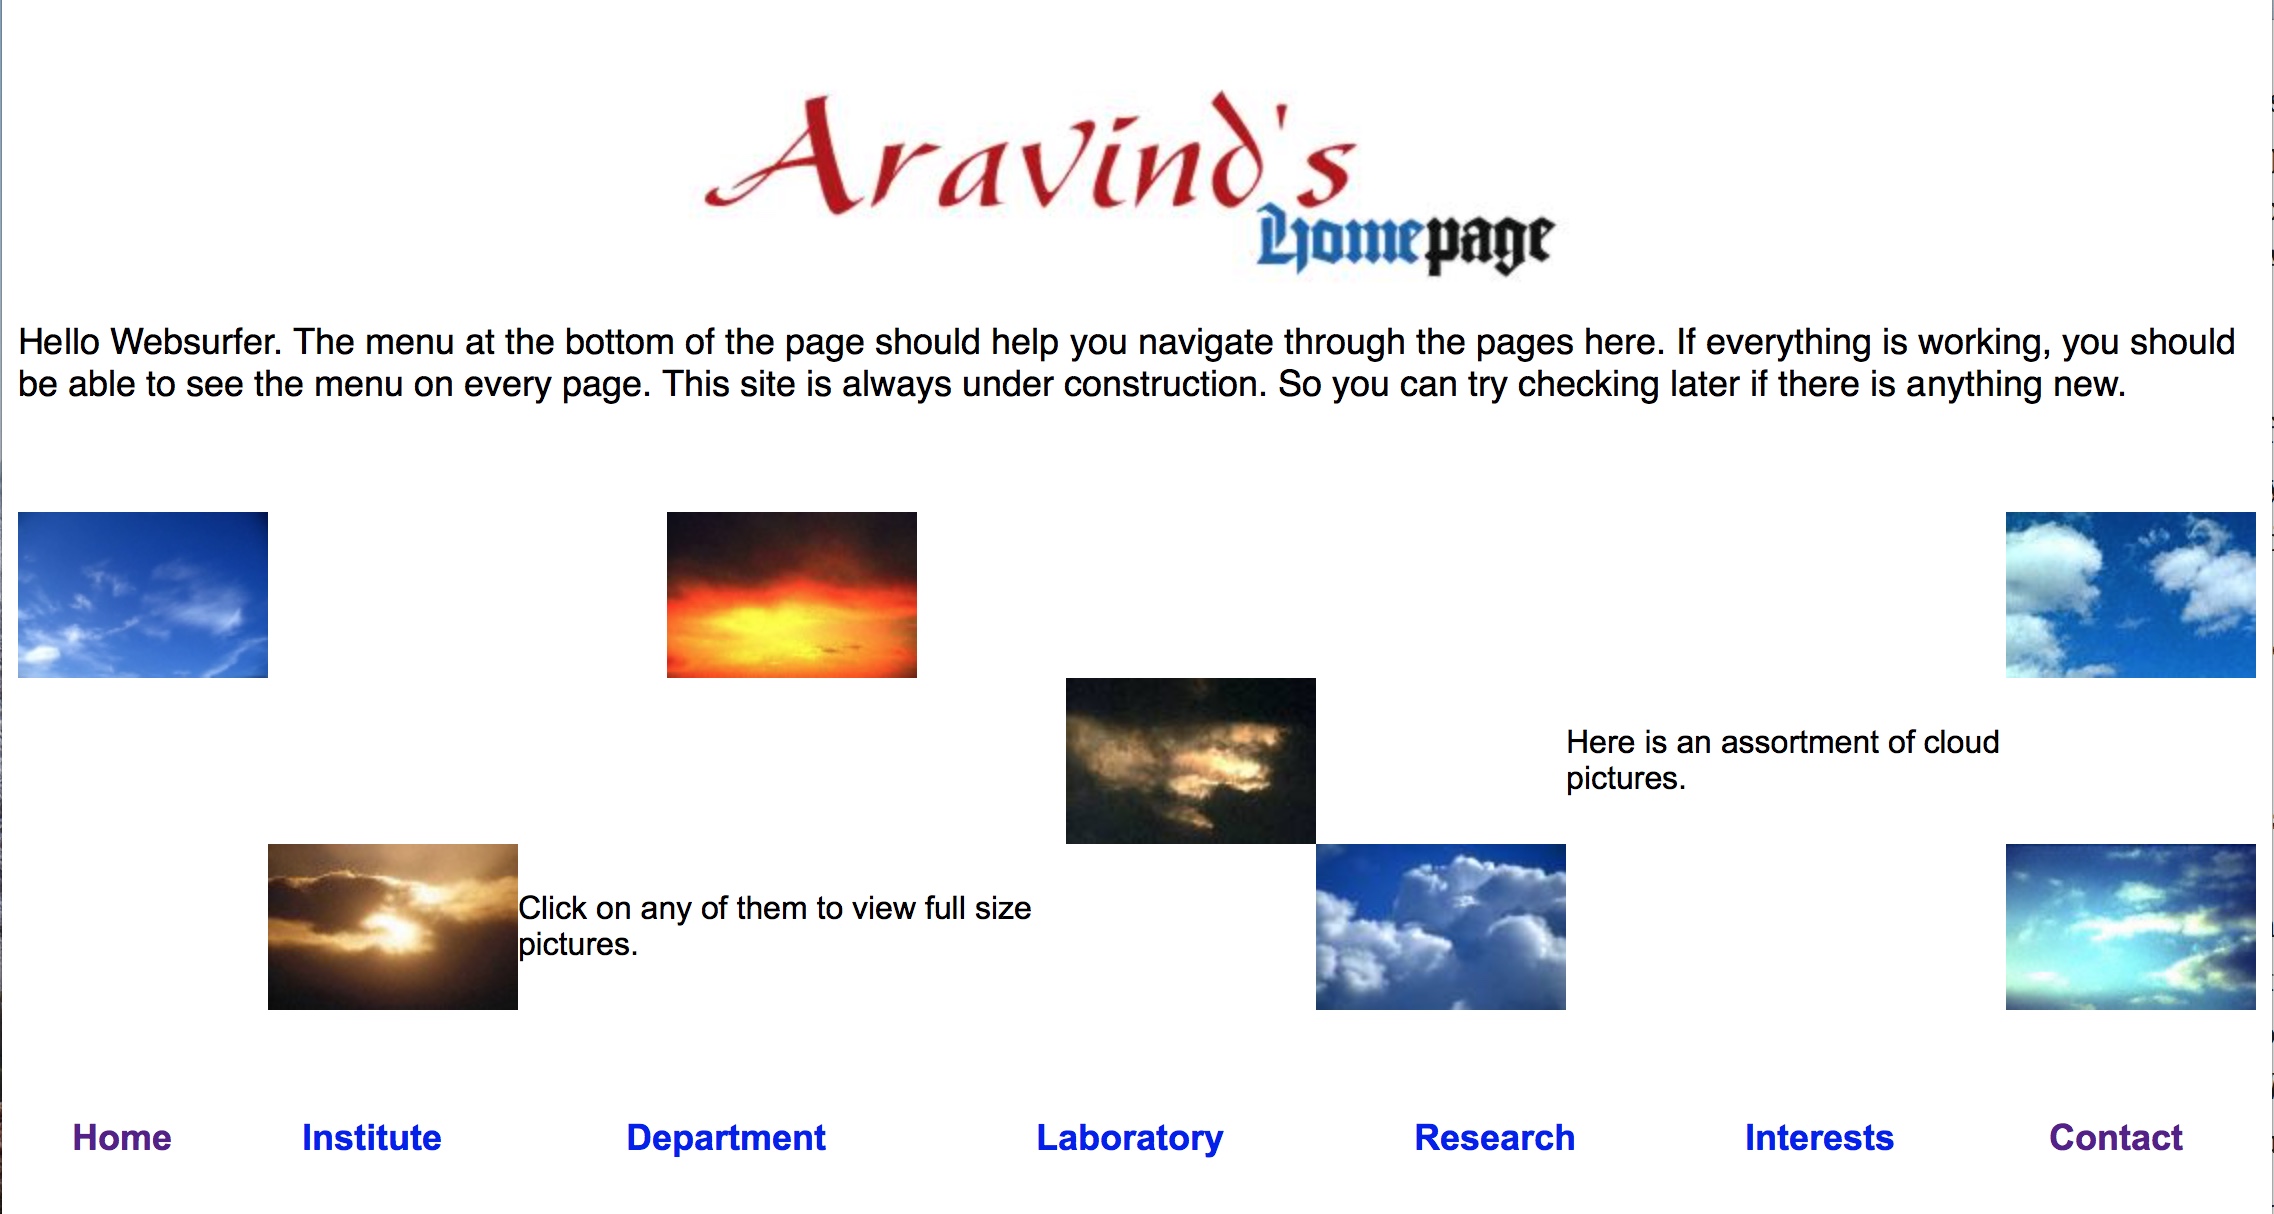 Aravind's
Homepage
Hello Websurfer. The menu at the bottom of the page should help you navigate through the pages here. If everything is working, you should
be able to see the menu on every page. This site is always under construction. So you can try checking later if there is anything new.
Here is an assortment of cloud
pictures.
Click on any of them to view full size
pictures.
Home Institute Department Laboratory Research Interests Contact